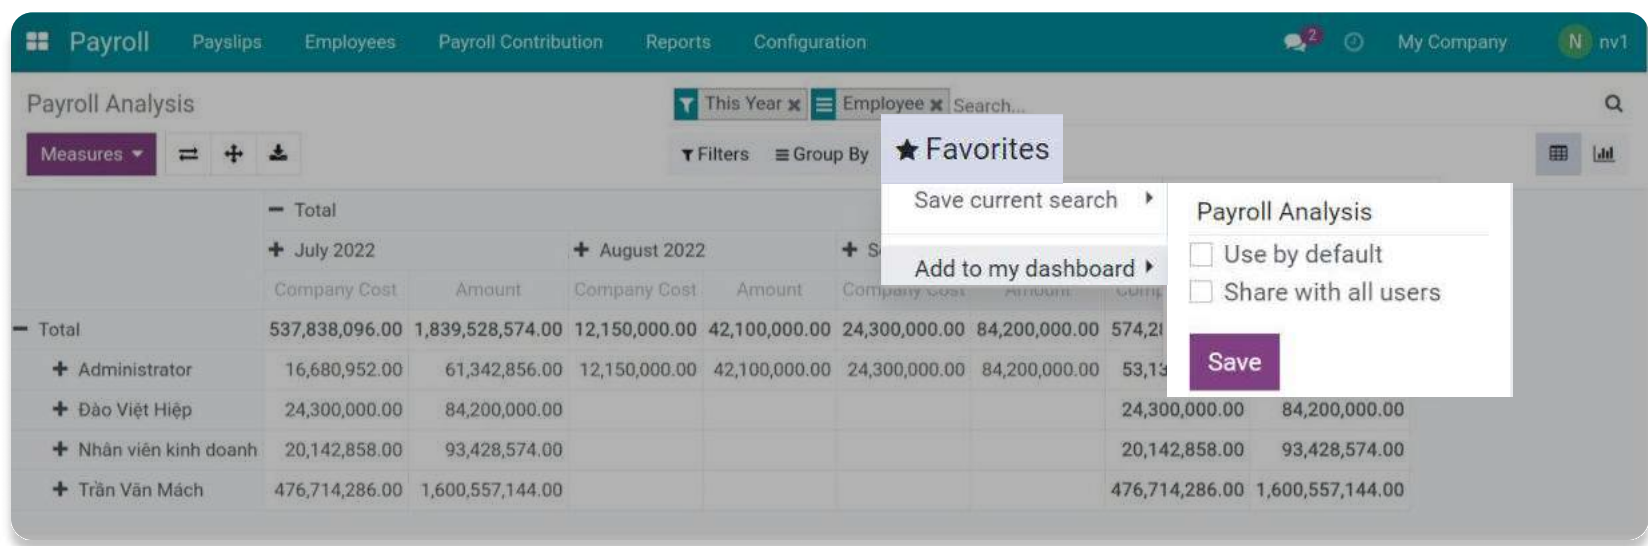 Payroll Payslips Employees Payroll Contribution Reports Configuration 2 My Company N nv1
Payroll Analysis This Year Employee Search...
Measures Filters Group By Favorites
Save current search
Payroll Analysis
Use by default
Add to my dashboard
Share with all users
Save
Total
July 2022 August 2022
Company Cost Amount Company Cost Amount Company Cost Amount
Total 537,838,096.00 1,839,528,574.00 12,150,000.00 42,100,000.00 24,300,000.00 84,200,000.00 574,2
Administrator 16,680,952.00 61,342,856.00 12,150,000.00 42,100,000.00 24,300,000.00 84,200,000.00 53,13
Đào Việt Hiệp 24,300,000.00 84,200,000.00 24,300,000.00 84,200,000.00
Nhân viên kinh doanh 20,142,858.00 93,428,574.00 20,142,858.00 93,428,574.00
Trần Văn Mách 476,714,286.00 1,600,557,144.00 476,714,286.00 1,600,557,144.00